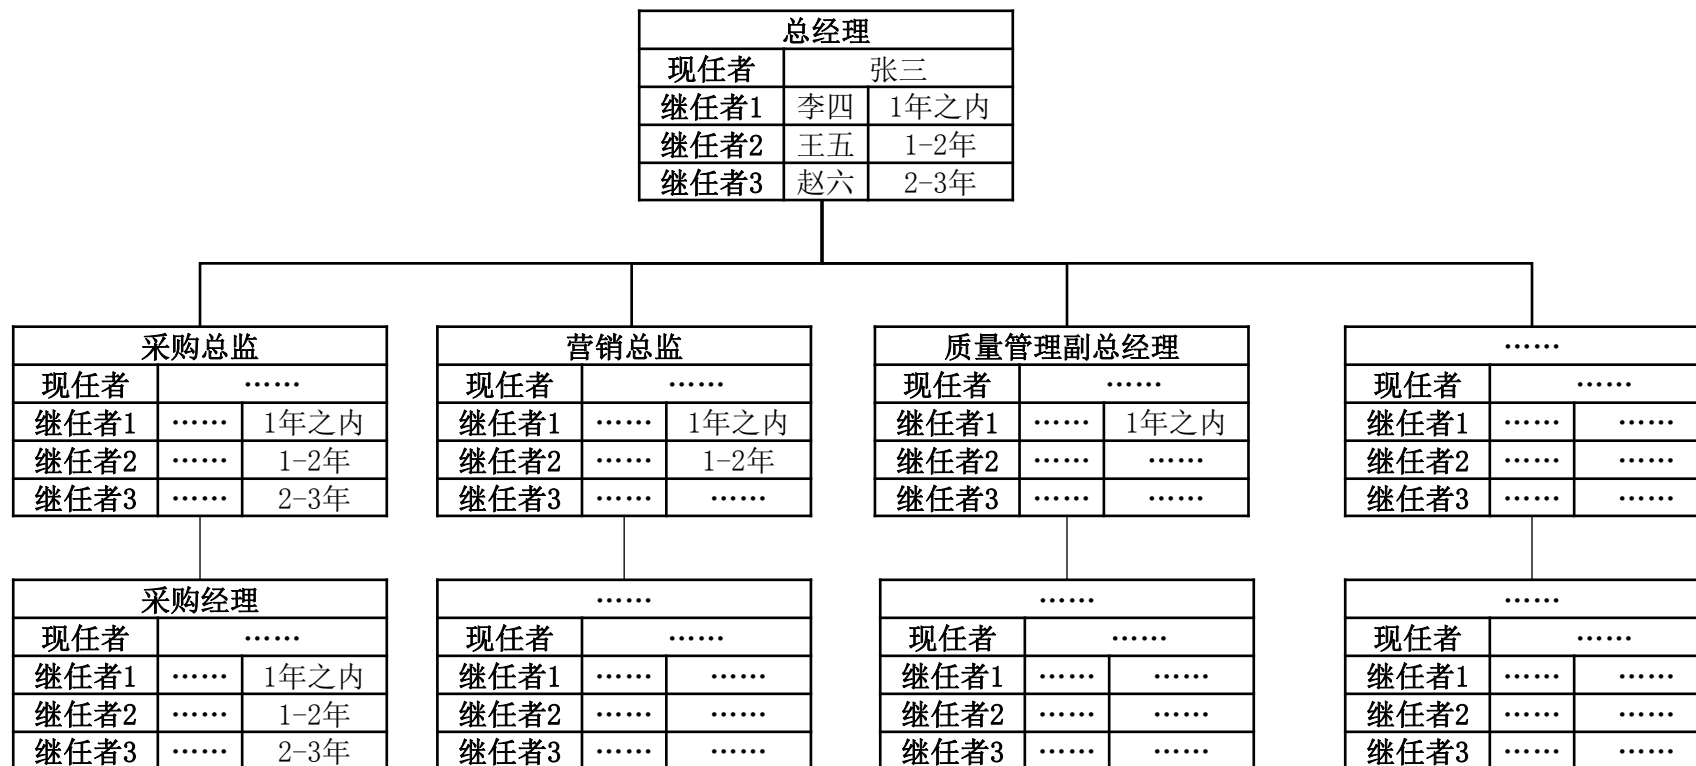 总经理
现任者 张三
继任者1 李四 1年之内
继任者2 王五 1-2年
继任者3 赵六 2-3年
采购总监
现任者 ……
继任者1 …… 1年之内
继任者2 …… 1-2年
继任者3 …… 2-3年
营销总监
现任者 ……
继任者1 …… 1年之内
继任者2 …… 1-2年
继任者3 …… ……
质量管理副总经理
现任者 ……
继任者1 …… 1年之内
继任者2 …… ……
继任者3 …… ……
……
现任者 ……
继任者1 …… ……
继任者2 …… ……
继任者3 …… ……
采购经理
现任者 ……
继任者1 …… 1年之内
继任者2 …… 1-2年
继任者3 …… 2-3年
……
现任者 ……
继任者1 …… ……
继任者2 …… ……
继任者3 …… ……
……
现任者 ……
继任者1 …… ……
继任者2 …… ……
继任者3 …… ……
……
现任者 ……
继任者1 …… ……
继任者2 …… ……
继任者3 …… ……